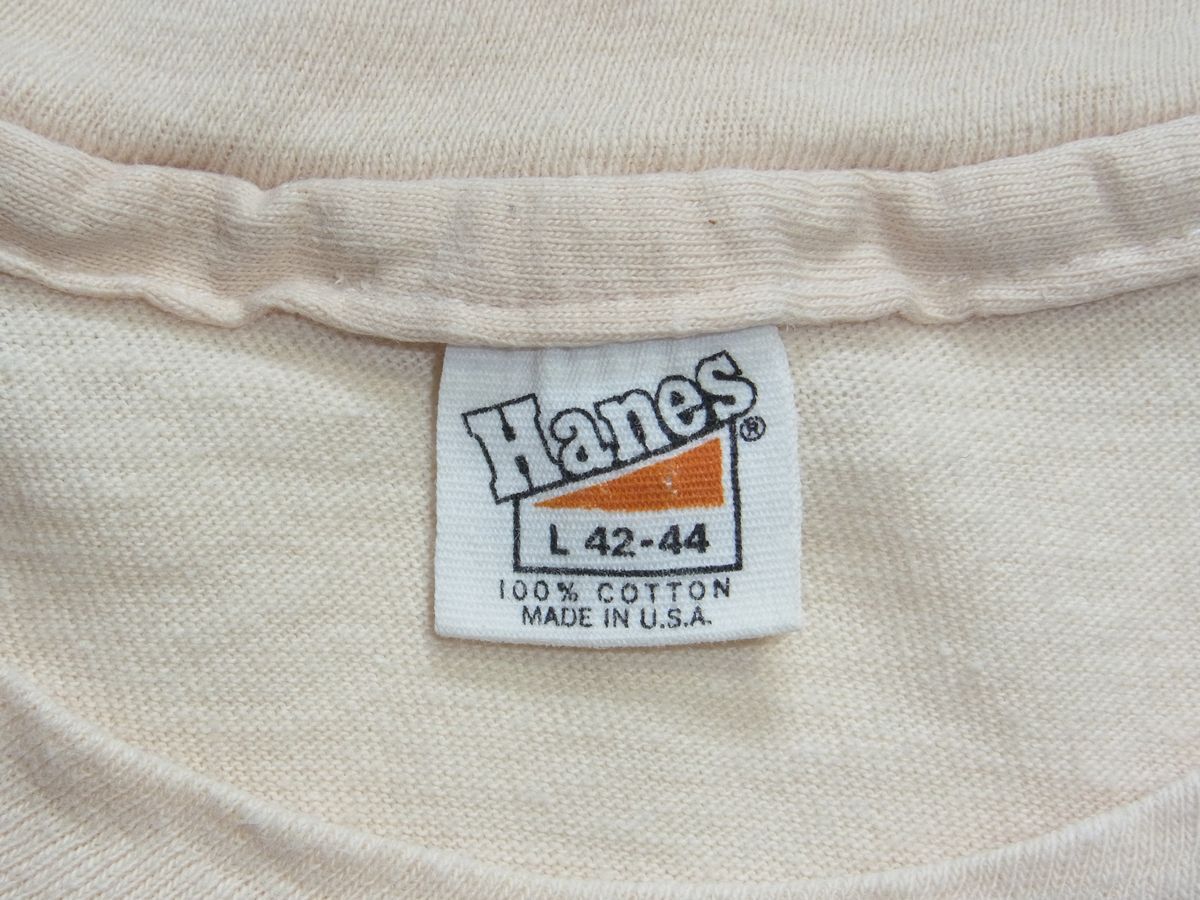 Hanes®
L 42-44
100% COTTON
MADE IN U.S.A.